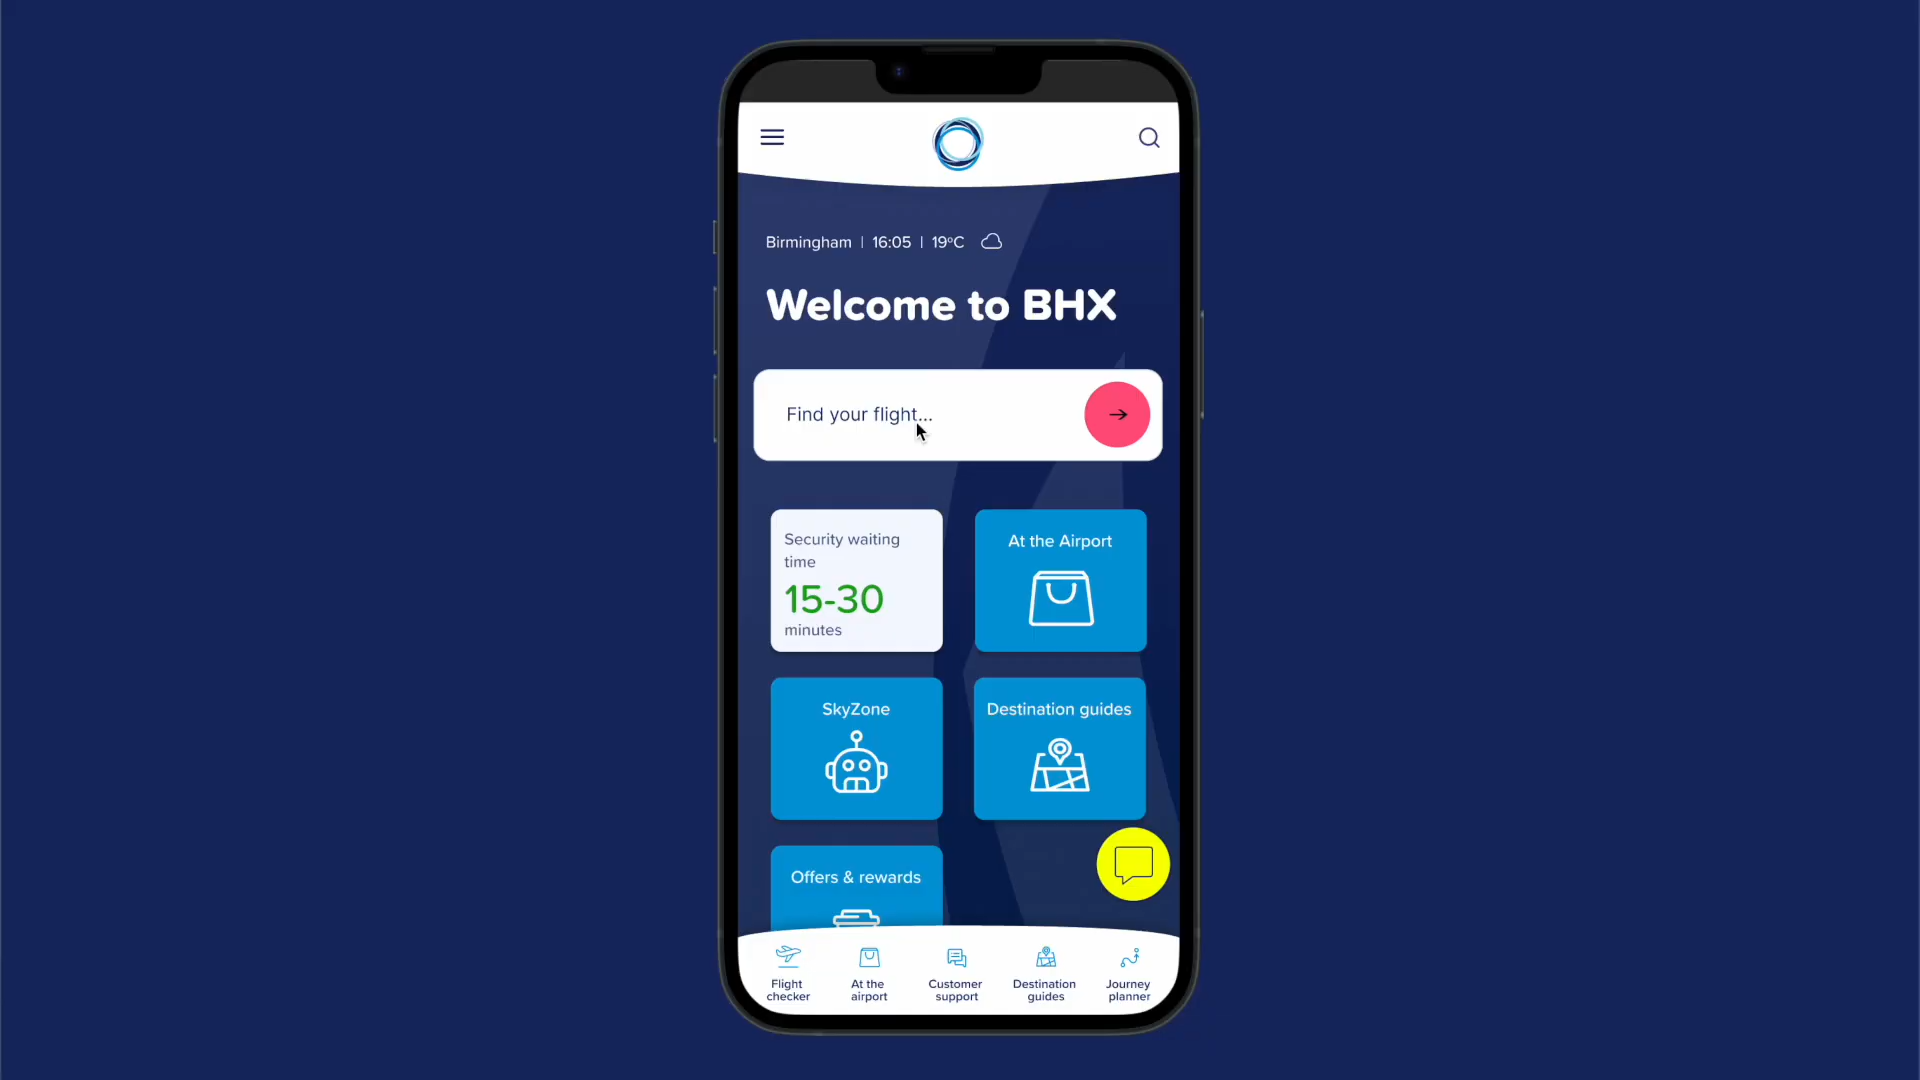 Birmingham | 16:05 | 19ºC
Welcome to BHX
Find your flight...
Security waiting
time
15-30
minutes
At the Airport
SkyZone
Destination guides
Offers & rewards
Flight
checker
At the
airport
Customer
support
Destination
guides
Journey
planner